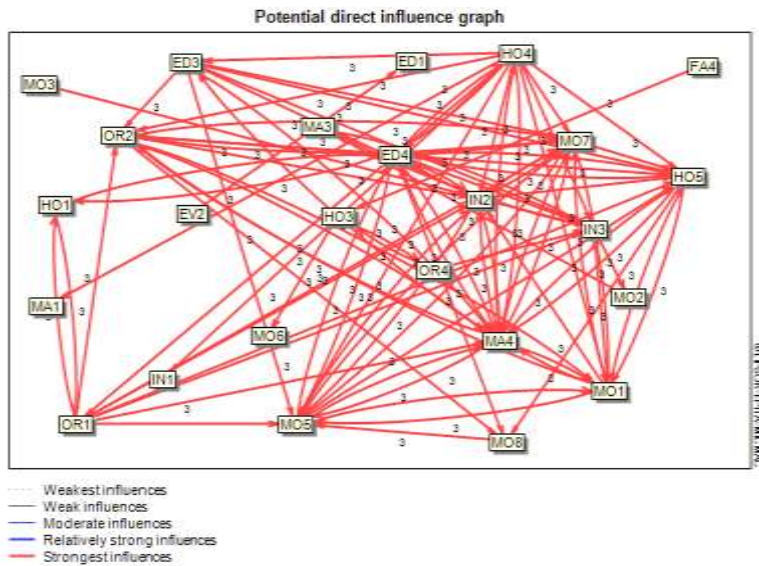 Potential direct influence graph
ED3
ED1
HO4
FA4
MO3
OR2
MA3
ED4
MO7
HO5
HO1
EV2
HO3
IN2
IN3
OR4
MO2
MA1
MO6
MA4
IN1
MO1
OR1
MO5
MO8
3
Weakest influences
Weak influences
Moderate influences
Relatively strong influences
Strongest influences